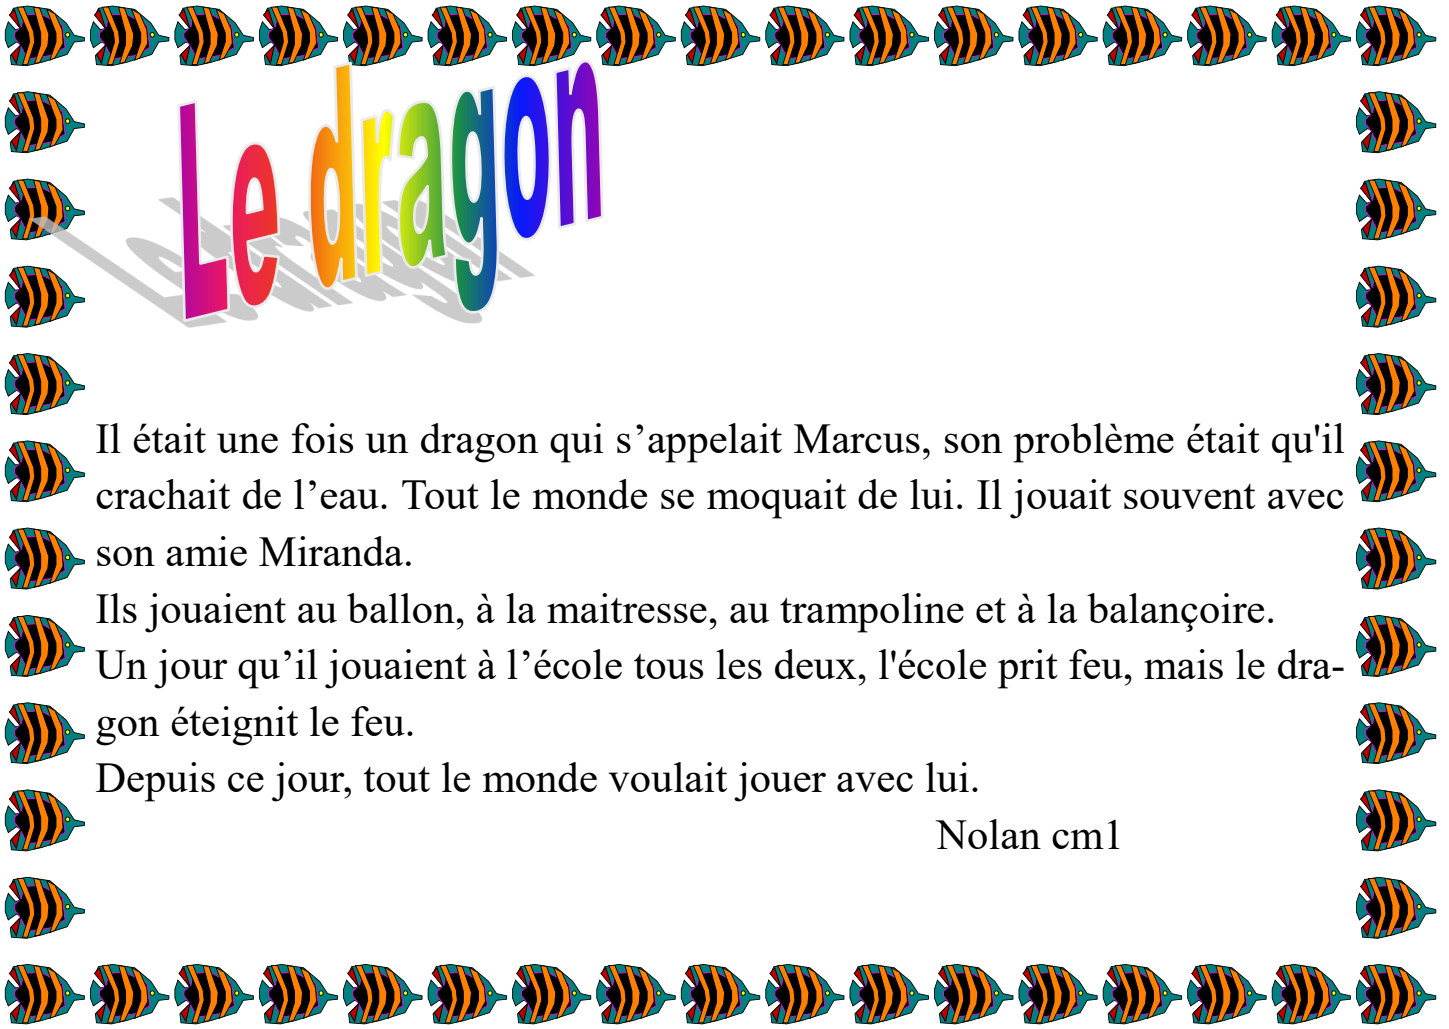 Le dragon
Il était une fois un dragon qui s’appelait Marcus, son problème était qu'il
crachait de l’eau. Tout le monde se moquait de lui. Il jouait souvent avec
son amie Miranda.
Ils jouaient au ballon, à la maitresse, au trampoline et à la balançoire.
Un jour qu’il jouaient à l’école tous les deux, l'école prit feu, mais le dra-
gon éteignit le feu.
Depuis ce jour, tout le monde voulait jouer avec lui.
Nolan cm1